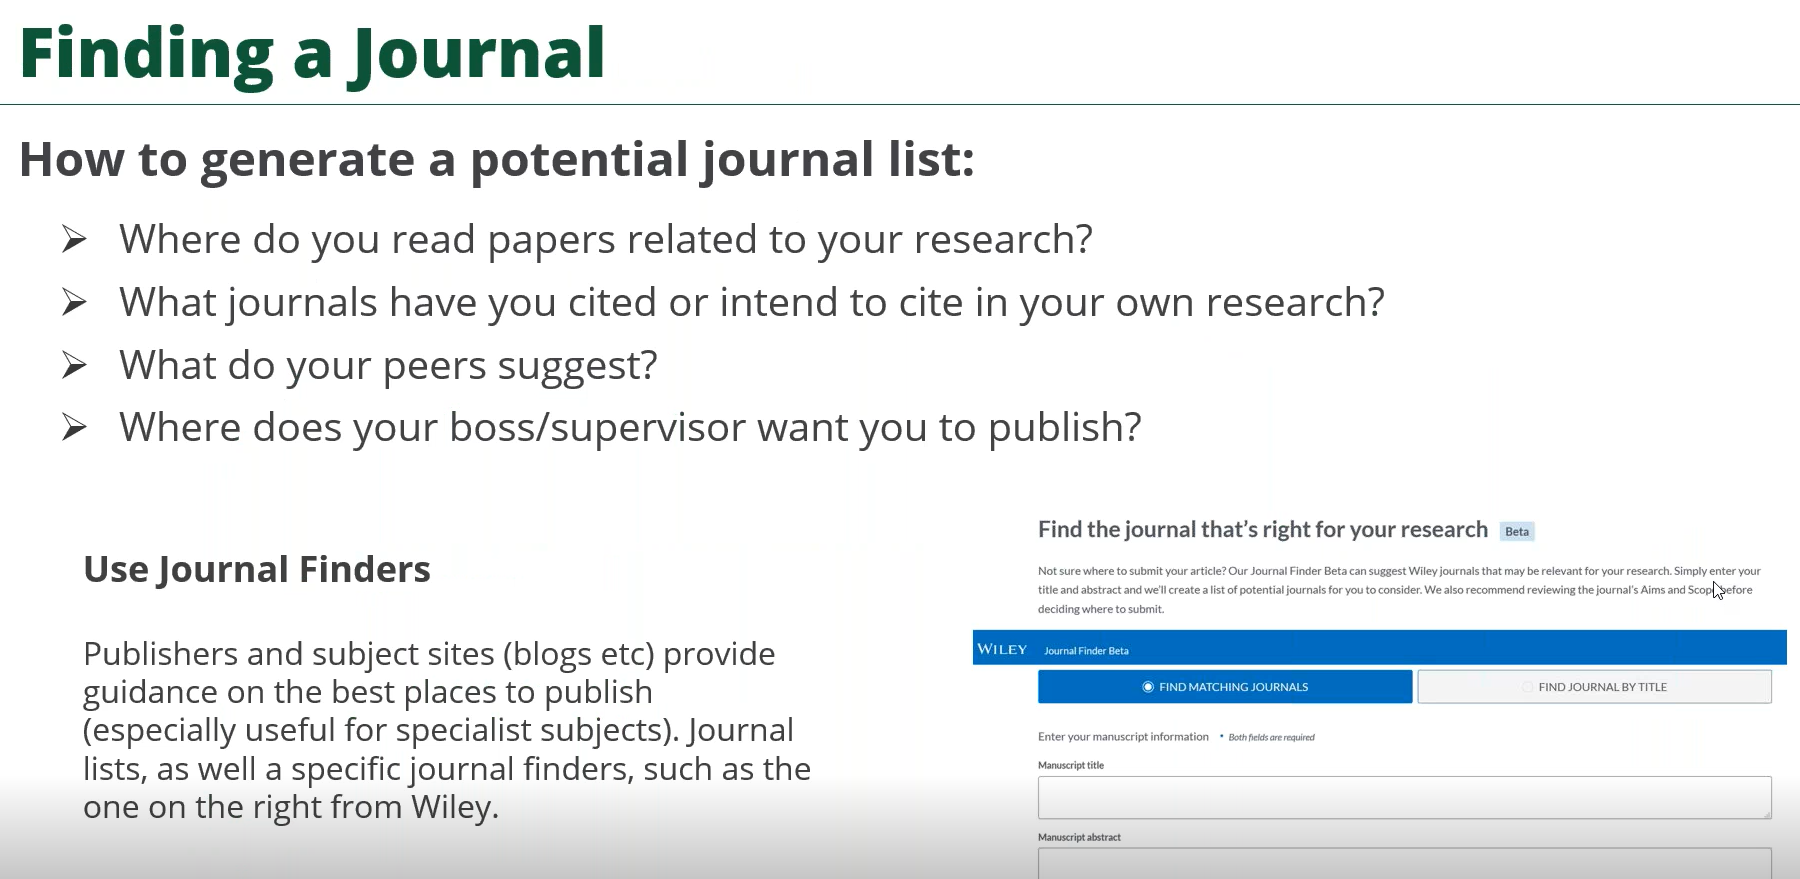 Finding a Journal
How to generate a potential journal list:
➢ Where do you read papers related to your research?
➢ What journals have you cited or intend to cite in your own research?
➢ What do your peers suggest?
➢ Where does your boss/supervisor want you to publish?
Use Journal Finders
Publishers and subject sites (blogs etc) provide
guidance on the best places to publish
(especially useful for specialist subjects). Journal
lists, as well a specific journal finders, such as the
one on the right from Wiley.
Find the journal that's right for your research Beta
Not sure where to submit your article? Our Journal Finder Beta can suggest Wiley journals that may be relevant for your research. Simply enter your
title and abstract and we'll create a list of potential journals for you to consider. We also recommend reviewing the journal's Aims and Scope before
deciding where to submit.
WILEY Journal Finder Beta
FIND MATCHING JOURNALS FIND JOURNAL BY TITLE
Enter your manuscript information • Both fields are required
Manuscript title
Manuscript abstract